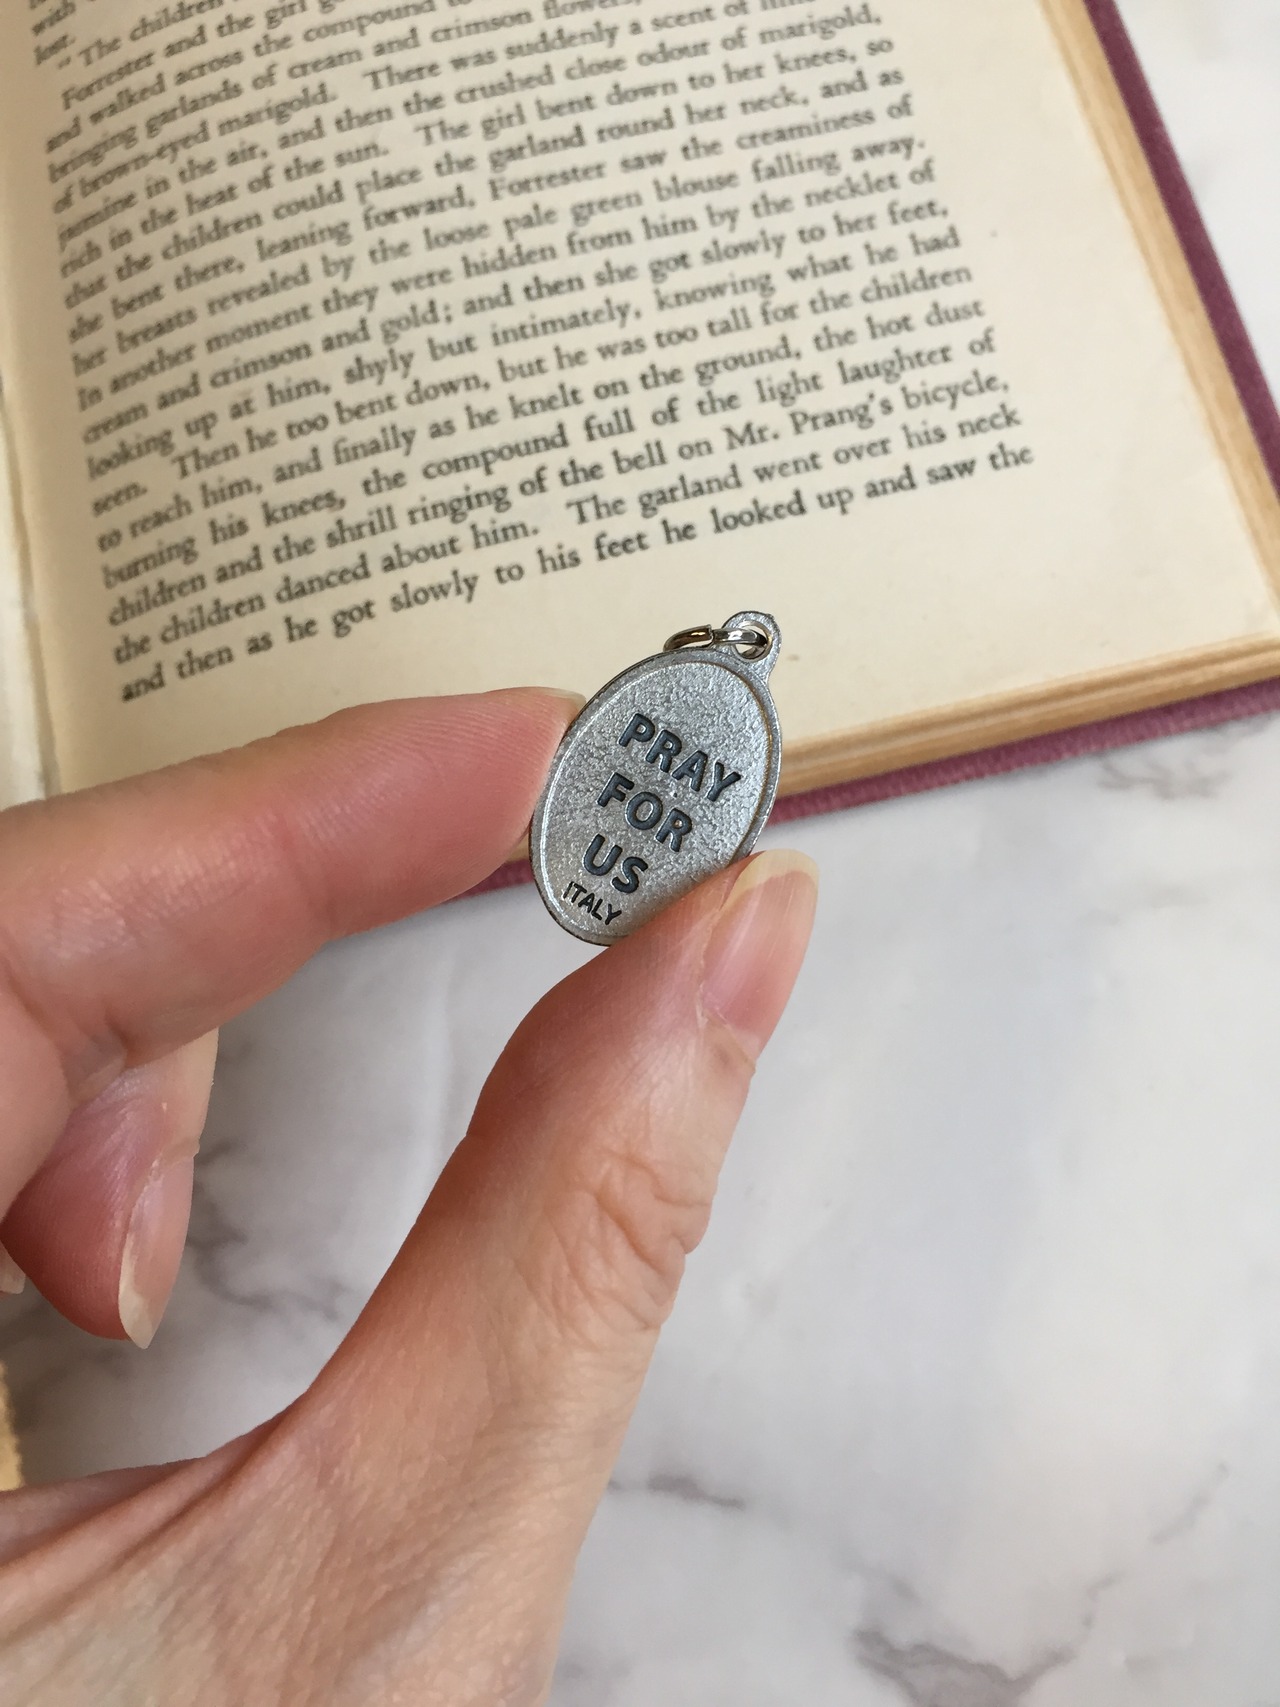 with
lost.
"The children
Forrester and the girl
and walked across the compound to
bringing garlands of cream and crimson flowers,
of brown-eyed marigold. There was suddenly a scent of
jasmine in the air, and then the crushed close odour of marigold,
rich in the heat of the sun. The girl bent down to her knees, so
that the children could place the garland round her neck, and as
she bent there, leaning forward, Forrester saw the creaminess of
her breasts revealed by the loose pale green blouse falling away.
In another moment they were hidden from him by the necklet of
cream and crimson and gold; and then she got slowly to her feet,
looking up at him, shyly but intimately, knowing what he had
seen. Then he too bent down, but he was too tall for the children
to reach him, and finally as he knelt on the ground, the hot dust
burning his knees, the compound full of the light laughter of
children and the shrill ringing of the bell on Mr. Prang's bicycle,
the children danced about him. The garland went over his neck
and then as he got slowly to his feet he looked up and saw the
PRAY
FOR
US
ITALY